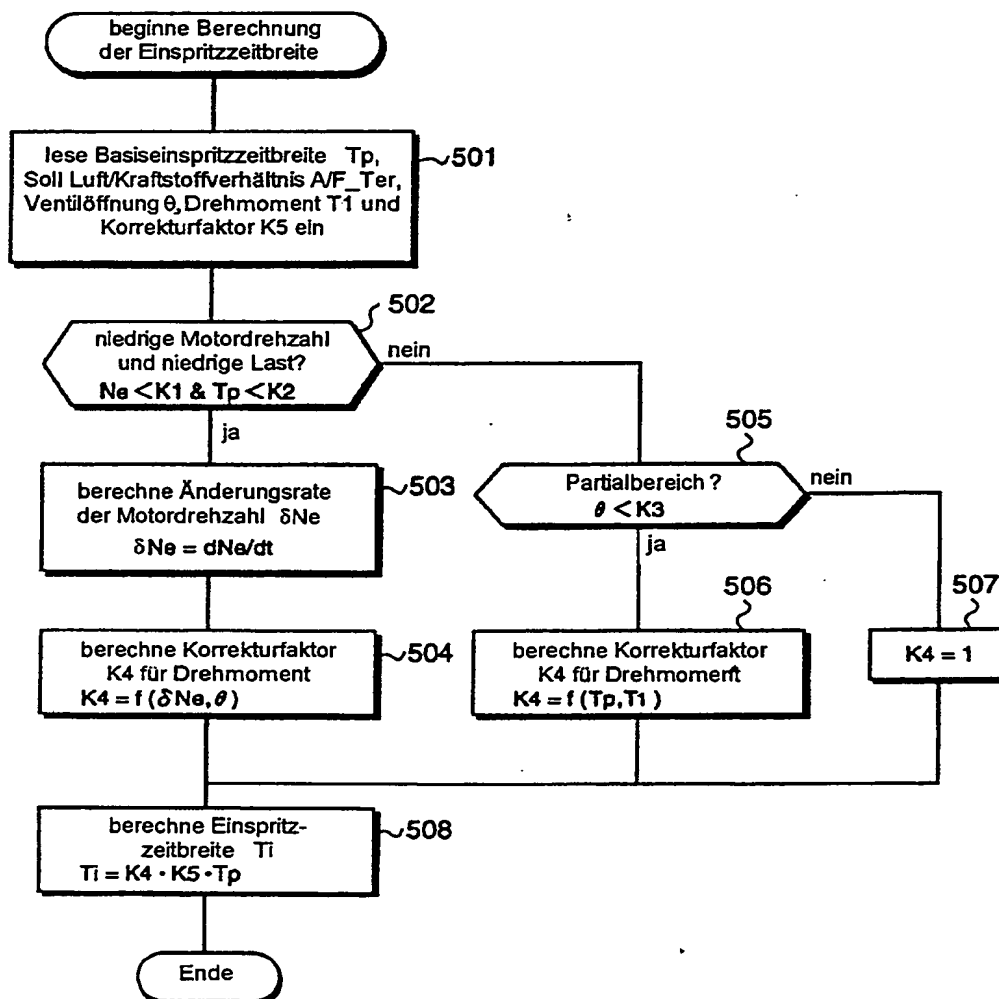 beginne Berechnung
der Einspritzzeitbreite
lese Basiseinspritzzeitbreite Tp,
Soll Luft/Kraftstoffverhältnis A/F_Ter,
Ventilöffnung θ, Drehmoment T1 und
Korrekturfaktor K5 ein
501
502
niedrige Motordrehzahl
und niedrige Last?
Ne < K1 & Tp < K2
nein
ja
503
berechne Änderungsrate
der Motordrehzahl δNe
δNe = dNe/dt
505
Partialbereich ?
θ < K3
nein
ja
504
berechne Korrekturfaktor
K4 für Drehmoment
K4 = f (δNe, θ)
506
berechne Korrekturfaktor
K4 für Drehmoment
K4 = f (Tp, T1 )
507
K4 = 1
berechne Einspritz-
zeitbreite Ti
Ti = K4 · K5 · Tp
508
Ende